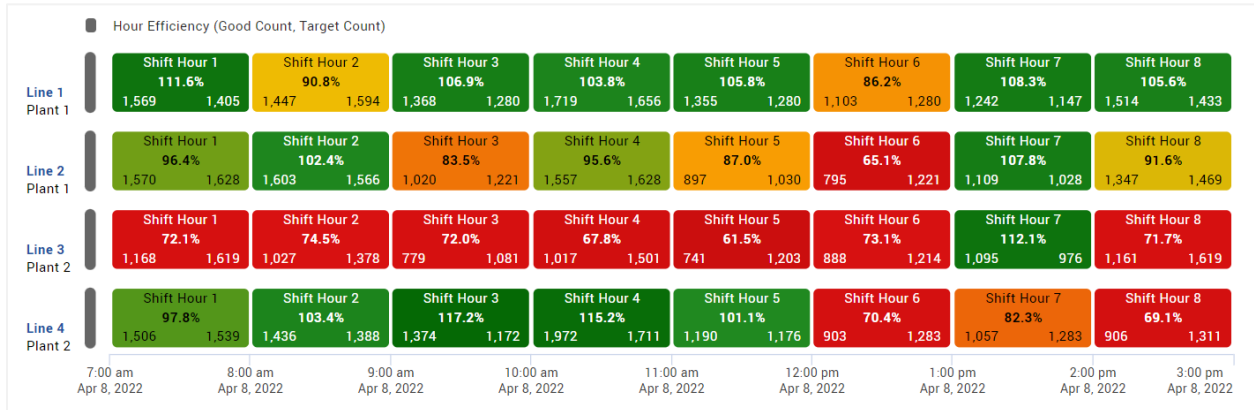 Hour Efficiency (Good Count, Target Count)
Shift Hour 1 Shift Hour 2 Shift Hour 3 Shift Hour 4 Shift Hour 5 Shift Hour 6 Shift Hour 7 Shift Hour 8
111.6% 90.8% 106.9% 103.8% 105.8% 86.2% 108.3% 105.6%
Line 1
1,569 1,405 1,447 1,594 1,368 1,280 1,719 1,656 1,355 1,280 1,103 1,280 1,242 1,147 1,514 1,433
Plant 1
Shift Hour 1 Shift Hour 2 Shift Hour 3 Shift Hour 4 Shift Hour 5 Shift Hour 6 Shift Hour 7 Shift Hour 8
96.4% 102.4% 83.5% 95.6% 87.0% 65.1% 107.8% 91.6%
Line 2
1,570 1,628 1,603 1,566 1,020 1,221 1,557 1,628 897 1,030 795 1,221 1,109 1,028 1,347 1,469
Plant 1
Shift Hour 1 Shift Hour 2 Shift Hour 3 Shift Hour 4 Shift Hour 5 Shift Hour 6 Shift Hour 7 Shift Hour 8
72.1% 74.5% 72.0% 67.8% 61.5% 73.1% 112.1% 71.7%
Line 3
1,168 1,619 1,027 1,378 779 1,081 1,017 1,501 741 1,203 888 1,214 1,095 976 1,161 1,619
Plant 2
Shift Hour 1 Shift Hour 2 Shift Hour 3 Shift Hour 4 Shift Hour 5 Shift Hour 6 Shift Hour 7 Shift Hour 8
97.8% 103.4% 117.2% 115.2% 101.1% 70.4% 82.3% 69.1%
Line 4
1,506 1,539 1,436 1,388 1,374 1,172 1,972 1,711 1,190 1,176 903 1,283 1,057 1,283 906 1,311
Plant 2
7:00 am 8:00 am 9:00 am 10:00 am 11:00 am 12:00 pm 1:00 pm 2:00 pm 3:00 pm
Apr 8, 2022 Apr 8, 2022 Apr 8, 2022 Apr 8, 2022 Apr 8, 2022 Apr 8, 2022 Apr 8, 2022 Apr 8, 2022 Apr 8, 2022